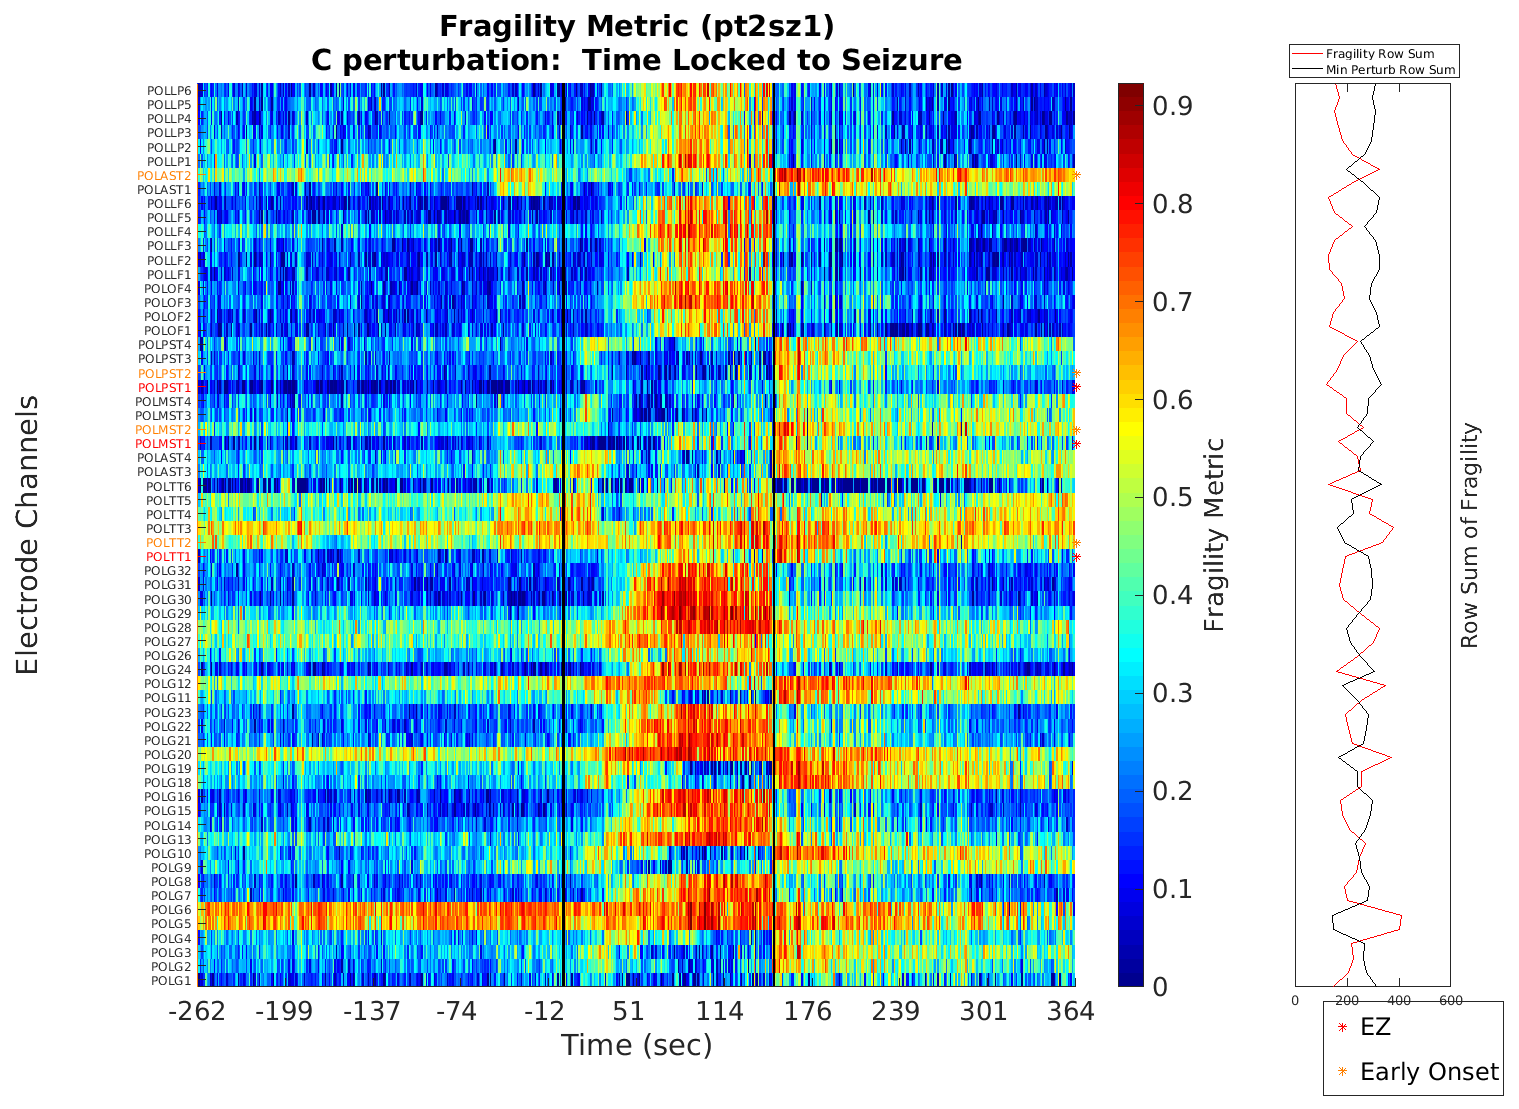 Fragility Metric (pt2sz1)
C perturbation:  Time Locked to Seizure
Fragility Row Sum
Min Perturb Row Sum
Electrode Channels
POLLP6
POLLP5
POLLP4
POLLP3
POLLP2
POLLP1
POLAST2
POLAST1
POLLF6
POLLF5
POLLF4
POLLF3
POLLF2
POLLF1
POLOF4
POLOF3
POLOF2
POLOF1
POLPST4
POLPST3
POLPST2
POLPST1
POLMST4
POLMST3
POLMST2
POLMST1
POLAST4
POLAST3
POLTT6
POLTT5
POLTT4
POLTT3
POLTT2
POLTT1
POLG32
POLG31
POLG30
POLG29
POLG28
POLG27
POLG26
POLG24
POLG12
POLG11
POLG23
POLG22
POLG21
POLG20
POLG19
POLG18
POLG16
POLG15
POLG14
POLG13
POLG10
POLG9
POLG8
POLG7
POLG6
POLG5
POLG4
POLG3
POLG2
POLG1
-262 -199 -137 -74 -12 51 114 176 239 301 364
Time (sec)
0.9
0.8
0.7
0.6
0.5
0.4
0.3
0.2
0.1
0
Fragility Metric
0 200 400 600
Row Sum of Fragility
EZ
Early Onset